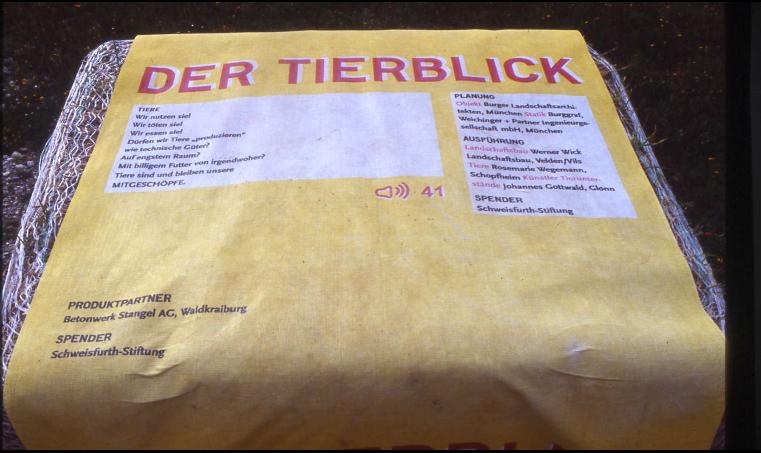 DER TIERBLICK
TIERE
Wir nutzen sie!
Wir töten sie!
Wir essen sie!
Dürfen wir Tiere „produzieren"
wie technische Güter?
Auf engstem Raum?
Mit billigem Futter von irgendwoher?
Tiere sind und bleiben unsere
MITGESCHÖPFE.
41
PLANUNG
Objekt Burger Landschaftsarchi-
tekten, München Statik Burggraf,
Weichinger + Partner Ingenieurge-
sellschaft mbH, München
AUSFÜHRUNG
Landschaftsbau Werner Wick
Landschaftsbau, Velden/Vils
Tiere Rosemarie Wegemann,
Schopfheim Künstler Tierunter-
stände Johannes Gottwald, Glonn
SPENDER
Schweisfurth-Stiftung
PRODUKTPARTNER
Betonwerk Stangel AG, Waldkraiburg
SPENDER
Schweisfurth-Stiftung